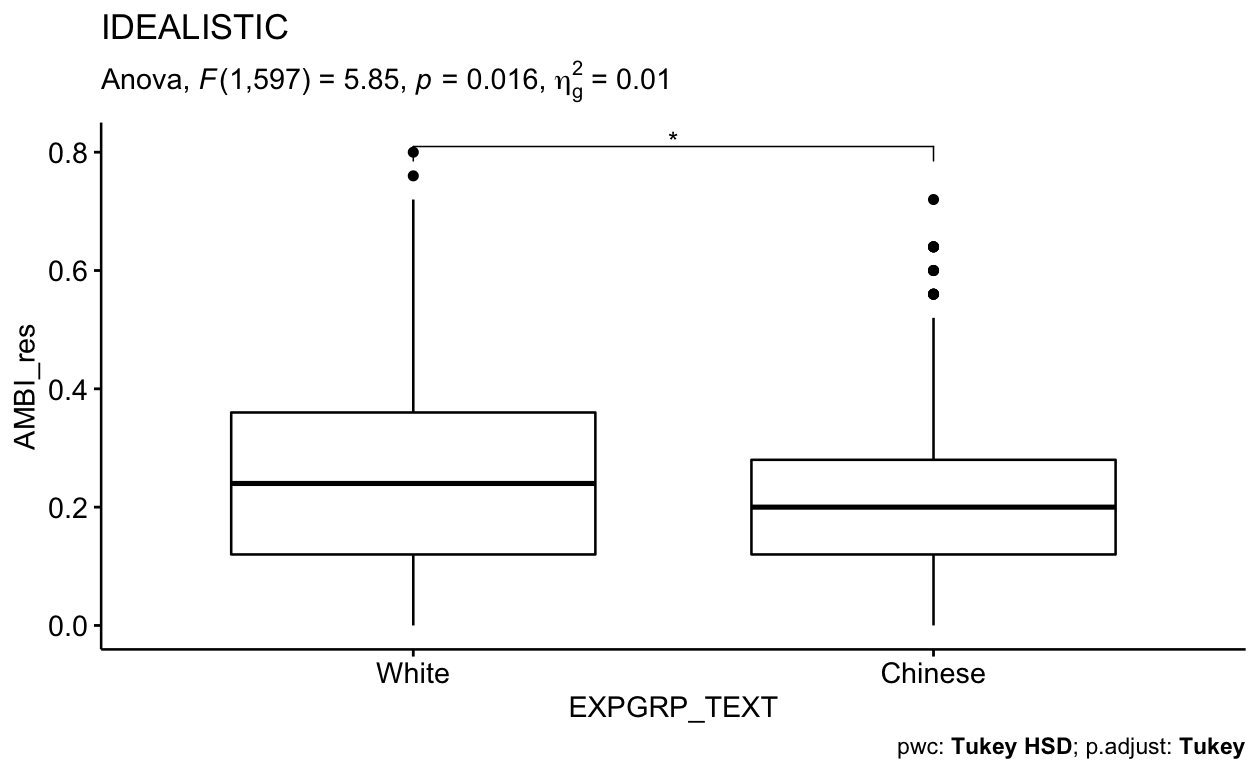 IDEALISTIC
Anova, F(1,597) = 5.85, p = 0.016, η²g = 0.01
*
0.8
0.6
0.4
0.2
0.0
AMBI_res
White Chinese
EXPGRP_TEXT
pwc: Tukey HSD; p.adjust: Tukey